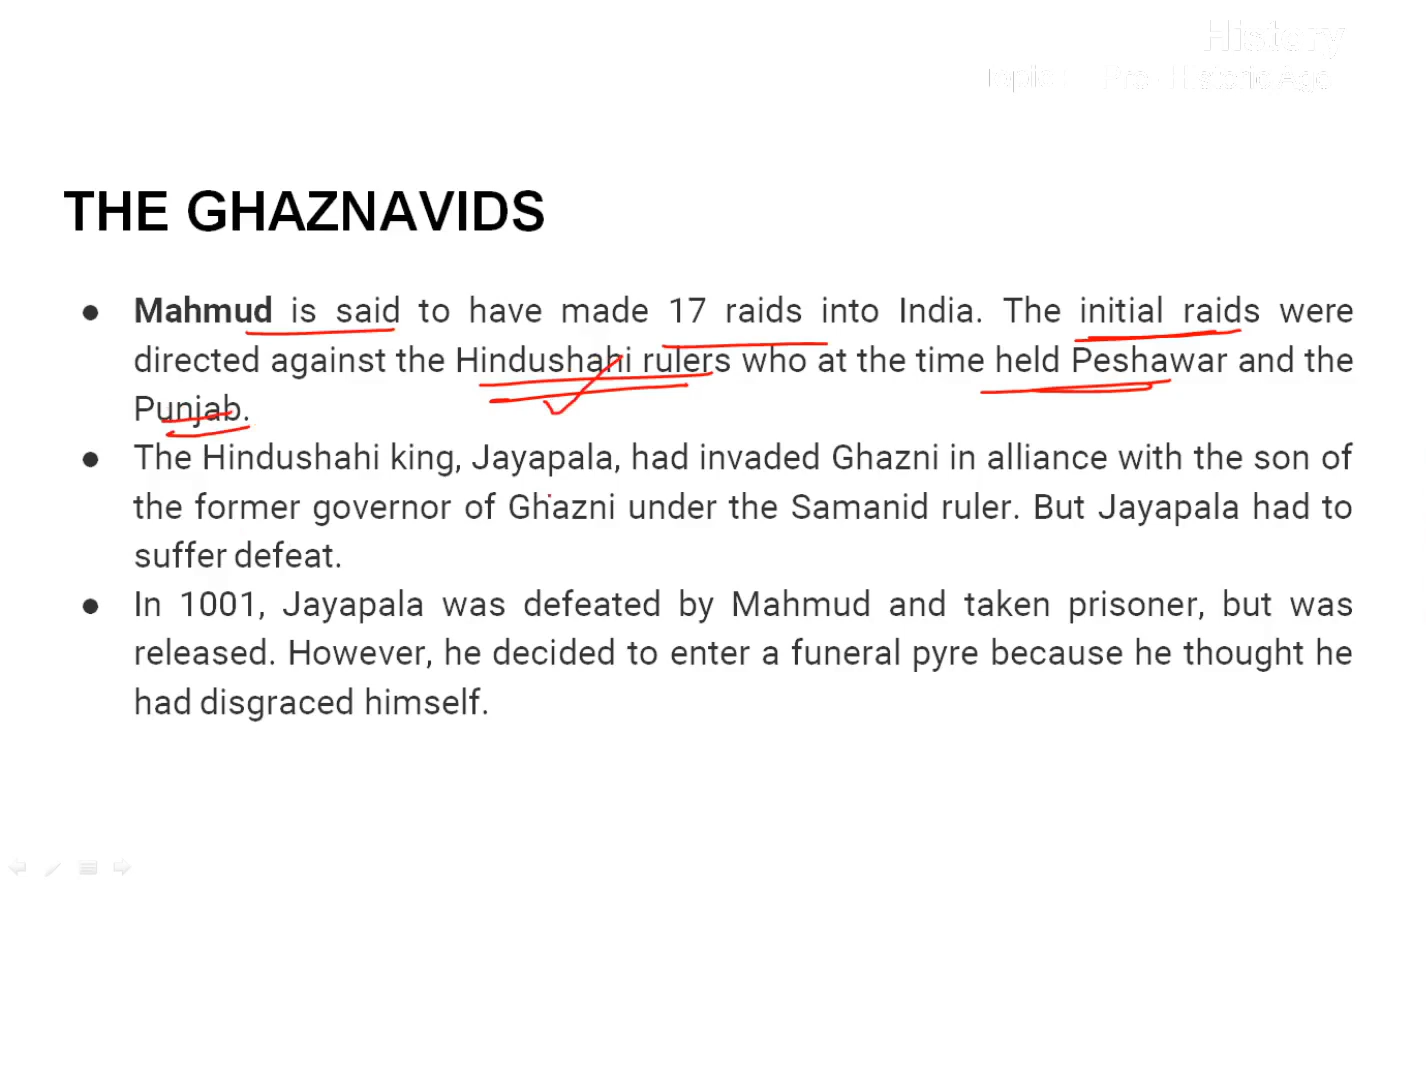 History
Topic : Pre - Historic Age
THE GHAZNAVIDS
● Mahmud is said to have made 17 raids into India. The initial raids were
directed against the Hindushahi rulers who at the time held Peshawar and the
Punjab.
● The Hindushahi king, Jayapala, had invaded Ghazni in alliance with the son of
the former governor of Ghazni under the Samanid ruler. But Jayapala had to
suffer defeat.
● In 1001, Jayapala was defeated by Mahmud and taken prisoner, but was
released. However, he decided to enter a funeral pyre because he thought he
had disgraced himself.